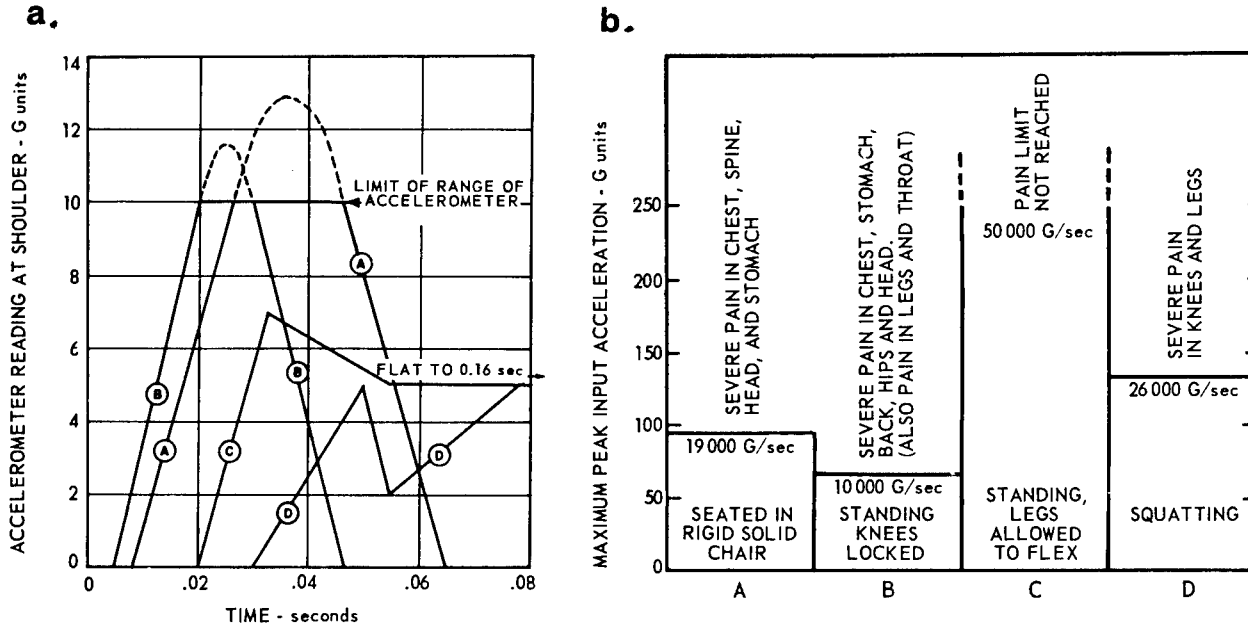 a.
ACCELEROMETER READING AT SHOULDER - G units
14
12
10
8
6
4
2
0
0
.02
.04
.06
.08
TIME - seconds
LIMIT OF RANGE OF
ACCELEROMETER
FLAT TO 0.16 sec
A
B
B
A
C
D
D
b.
MAXIMUM PEAK INPUT ACCELERATION - G units
250
250
150
100
50
0
SEVERE PAIN IN CHEST, SPINE,
HEAD, AND STOMACH
19 000 G/sec
SEATED IN
RIGID SOLID
CHAIR
A
SEVERE PAIN IN CHEST, STOMACH,
BACK, HIPS AND HEAD.
(ALSO PAIN IN LEGS AND THROAT)
10 000 G/sec
STANDING
KNEES
LOCKED
B
PAIN LIMIT
NOT REACHED
50 000 G/sec
STANDING,
LEGS
ALLOWED
TO FLEX
C
SEVERE PAIN
IN KNEES AND LEGS
26 000 G/sec
SQUATTING
D